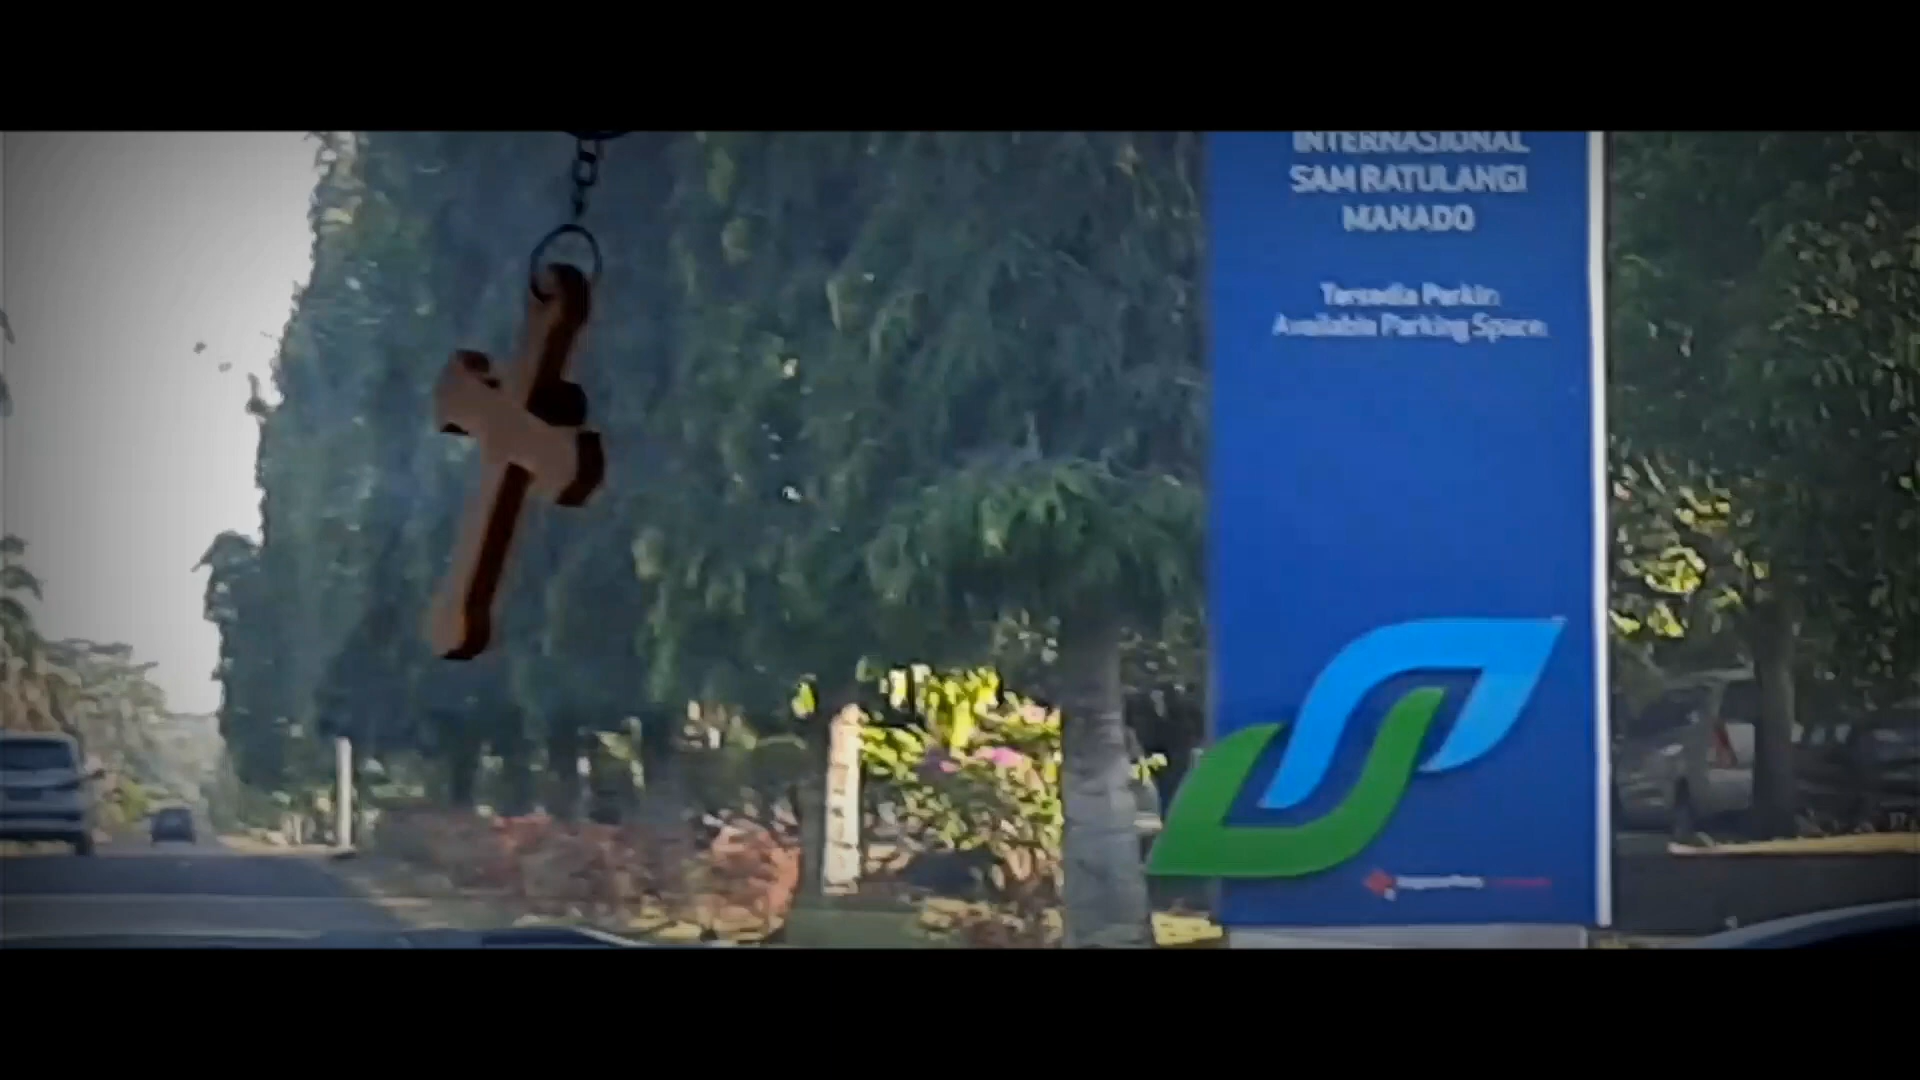 INTERNASIONAL
SAM RATULANGI
MANADO
Tersedia Parkir
Available Parking Space